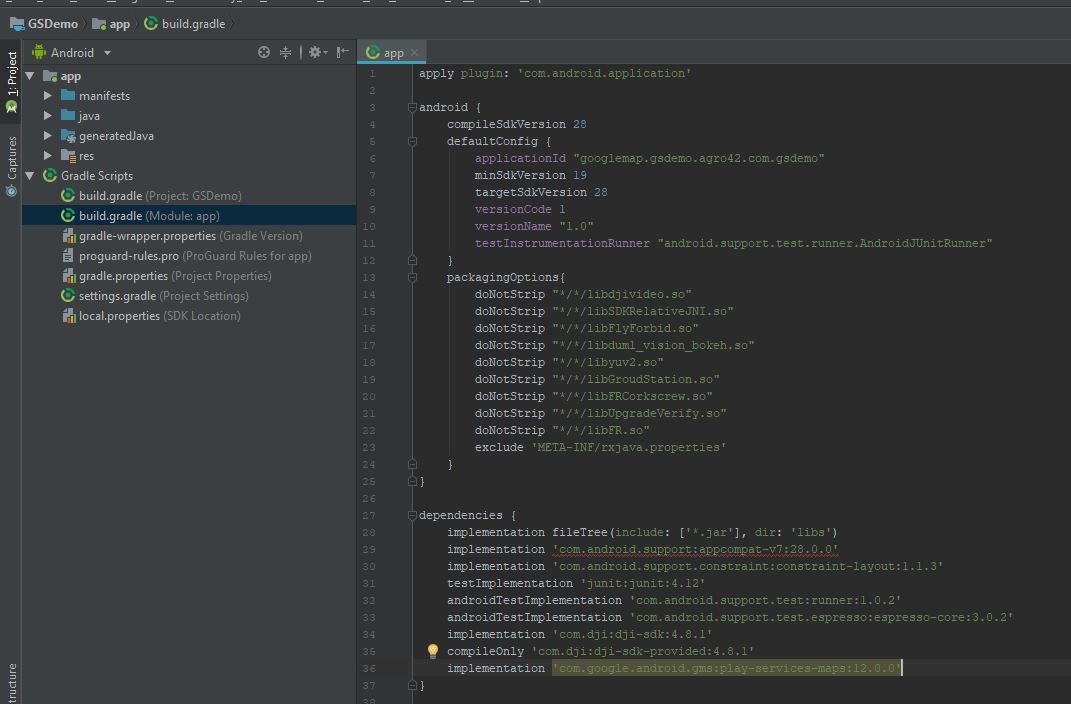 GSDemo app build.gradle
Android
app
1: Project
app
manifests
java
Captures
generatedJava
res
Gradle Scripts
build.gradle (Project: GSDemo)
build.gradle (Module: app)
gradle-wrapper.properties (Gradle Version)
proguard-rules.pro (ProGuard Rules for app)
gradle.properties (Project Properties)
settings.gradle (Project Settings)
local.properties (SDK Location)
tructure
1 apply plugin: 'com.android.application'
2
3 android {
4 compileSdkVersion 28
5 defaultConfig {
6 applicationId "googlemap.gsdemo.agro42.com.gsdemo"
7 minSdkVersion 19
8 targetSdkVersion 28
9 versionCode 1
10 versionName "1.0"
11 testInstrumentationRunner "android.support.test.runner.AndroidJUnitRunner"
12 }
13 packagingOptions{
14 doNotStrip "*/*/libdjivideo.so"
15 doNotStrip "*/*/libSDKRelativeJNI.so"
16 doNotStrip "*/*/libFlyForbid.so"
17 doNotStrip "*/*/libduml_vision_bokeh.so"
18 doNotStrip "*/*/libyuv2.so"
19 doNotStrip "*/*/libGroudStation.so"
20 doNotStrip "*/*/libFRCorkscrew.so"
21 doNotStrip "*/*/libUpgradeVerify.so"
22 doNotStrip "*/*/libFR.so"
23 exclude 'META-INF/rxjava.properties'
24 }
25 }
26
27 dependencies {
28 implementation fileTree(include: ['*.jar'], dir: 'libs')
29 implementation 'com.android.support:appcompat-v7:28.0.0'
30 implementation 'com.android.support.constraint:constraint-layout:1.1.3'
31 testImplementation 'junit:junit:4.12'
32 androidTestImplementation 'com.android.support.test:runner:1.0.2'
33 androidTestImplementation 'com.android.support.test.espresso:espresso-core:3.0.2'
34 implementation 'com.dji:dji-sdk:4.8.1'
35 compileOnly 'com.dji:dji-sdk-provided:4.8.1'
36 implementation 'com.google.android.gms:play-services-maps:12.0.0'
37 }
38